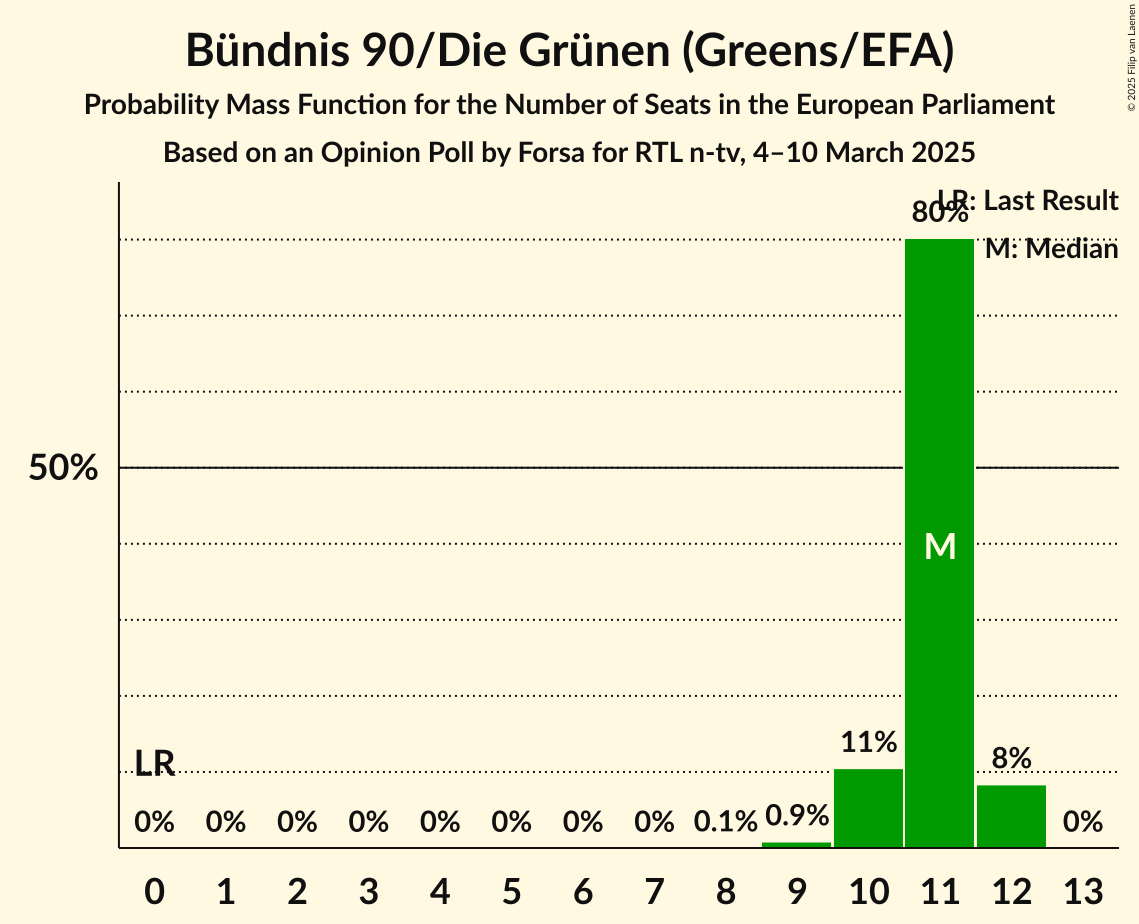 Bündnis 90/Die Grünen (Greens/EFA)
Probability Mass Function for the Number of Seats in the European Parliament
Based on an Opinion Poll by Forsa for RTL n-tv, 4–10 March 2025
© 2025 Filip van Laenen
LR: Last Result
M: Median
80%
50%
M
LR
11%
8%
0% 0% 0% 0% 0% 0% 0% 0% 0.1% 0.9% 0%
0 1 2 3 4 5 6 7 8 9 10 11 12 13